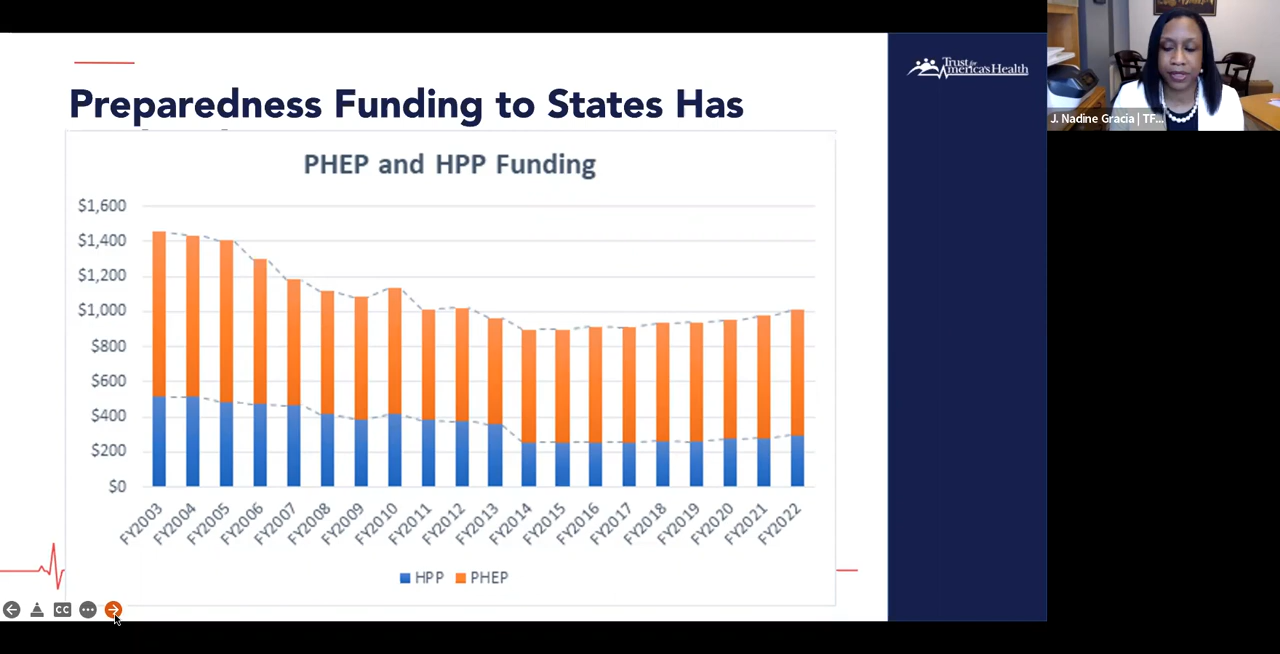 Preparedness Funding to States Has
PHEP and HPP Funding
$1,600
$1,400
$1,200
$1,000
$800
$600
$400
$200
$0
FY2003
FY2004
FY2005
FY2006
FY2007
FY2008
FY2009
FY2010
FY2011
FY2012
FY2013
FY2014
FY2015
FY2016
FY2017
FY2018
FY2019
FY2020
FY2021
FY2022
HPP PHEP
CC
Trust for
America's Health
J. Nadine Gracia | TF...